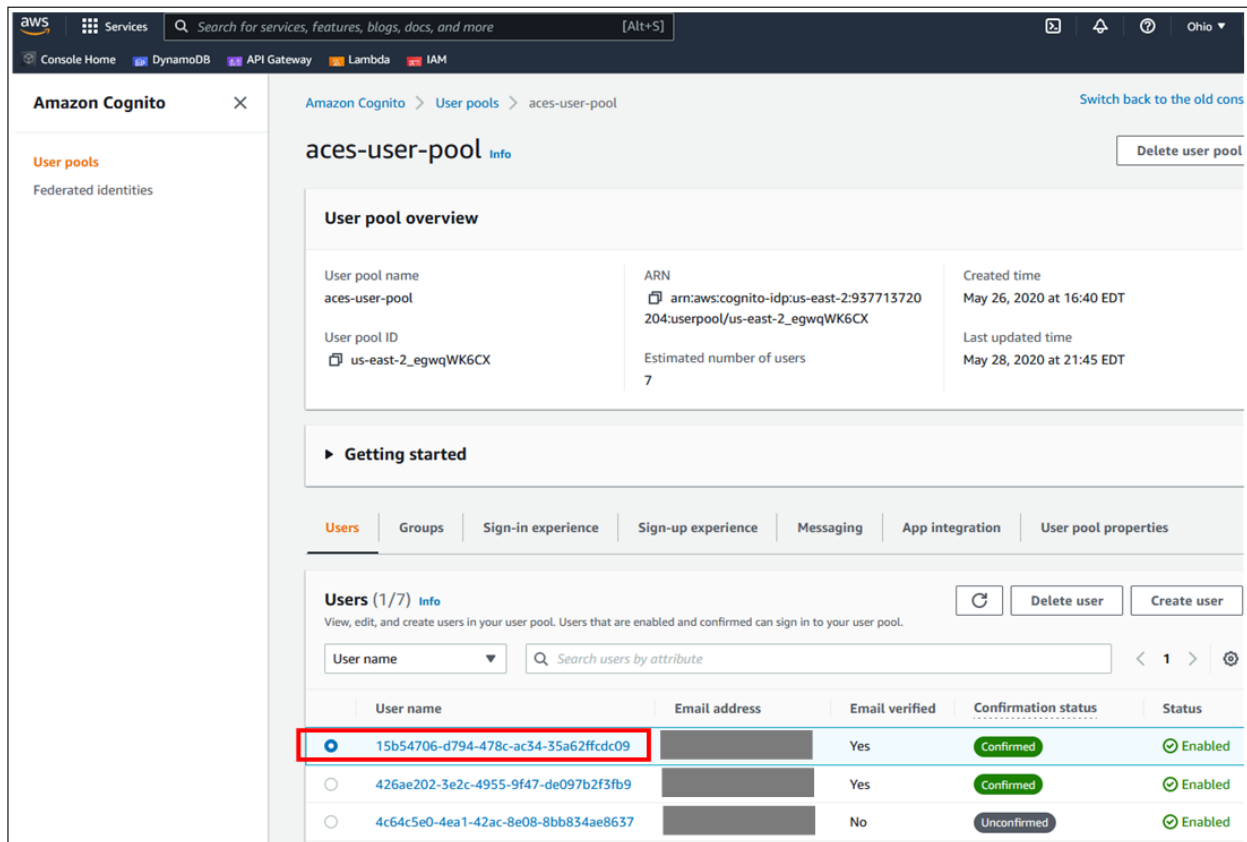 aws
Services
Search for services, features, blogs, docs, and more
[Alt+S]
Ohio
Console Home
DynamoDB
API Gateway
Lambda
IAM
Amazon Cognito
User pools
Federated identities
Amazon Cognito
User pools
aces-user-pool
Switch back to the old cons
aces-user-pool Info
Delete user pool
User pool overview
User pool name
aces-user-pool
User pool ID
us-east-2_egwqWK6CX
ARN
arn:aws:cognito-idp:us-east-2:937713720
204:userpool/us-east-2_egwqWK6CX
Estimated number of users
7
Created time
May 26, 2020 at 16:40 EDT
Last updated time
May 28, 2020 at 21:45 EDT
Getting started
Users
Groups
Sign-in experience
Sign-up experience
Messaging
App integration
User pool properties
Users (1/7) Info
View, edit, and create users in your user pool. Users that are enabled and confirmed can sign in to your user pool.
Delete user
Create user
User name
Search users by attribute
1
User name
Email address
Email verified
Confirmation status
Status
15b54706-d794-478c-ac34-35a62ffcdc09
Yes
Confirmed
Enabled
426ae202-3e2c-4955-9f47-de097b2f3fb9
Yes
Confirmed
Enabled
4c64c5e0-4ea1-42ac-8e08-8bb834ae8637
No
Unconfirmed
Enabled